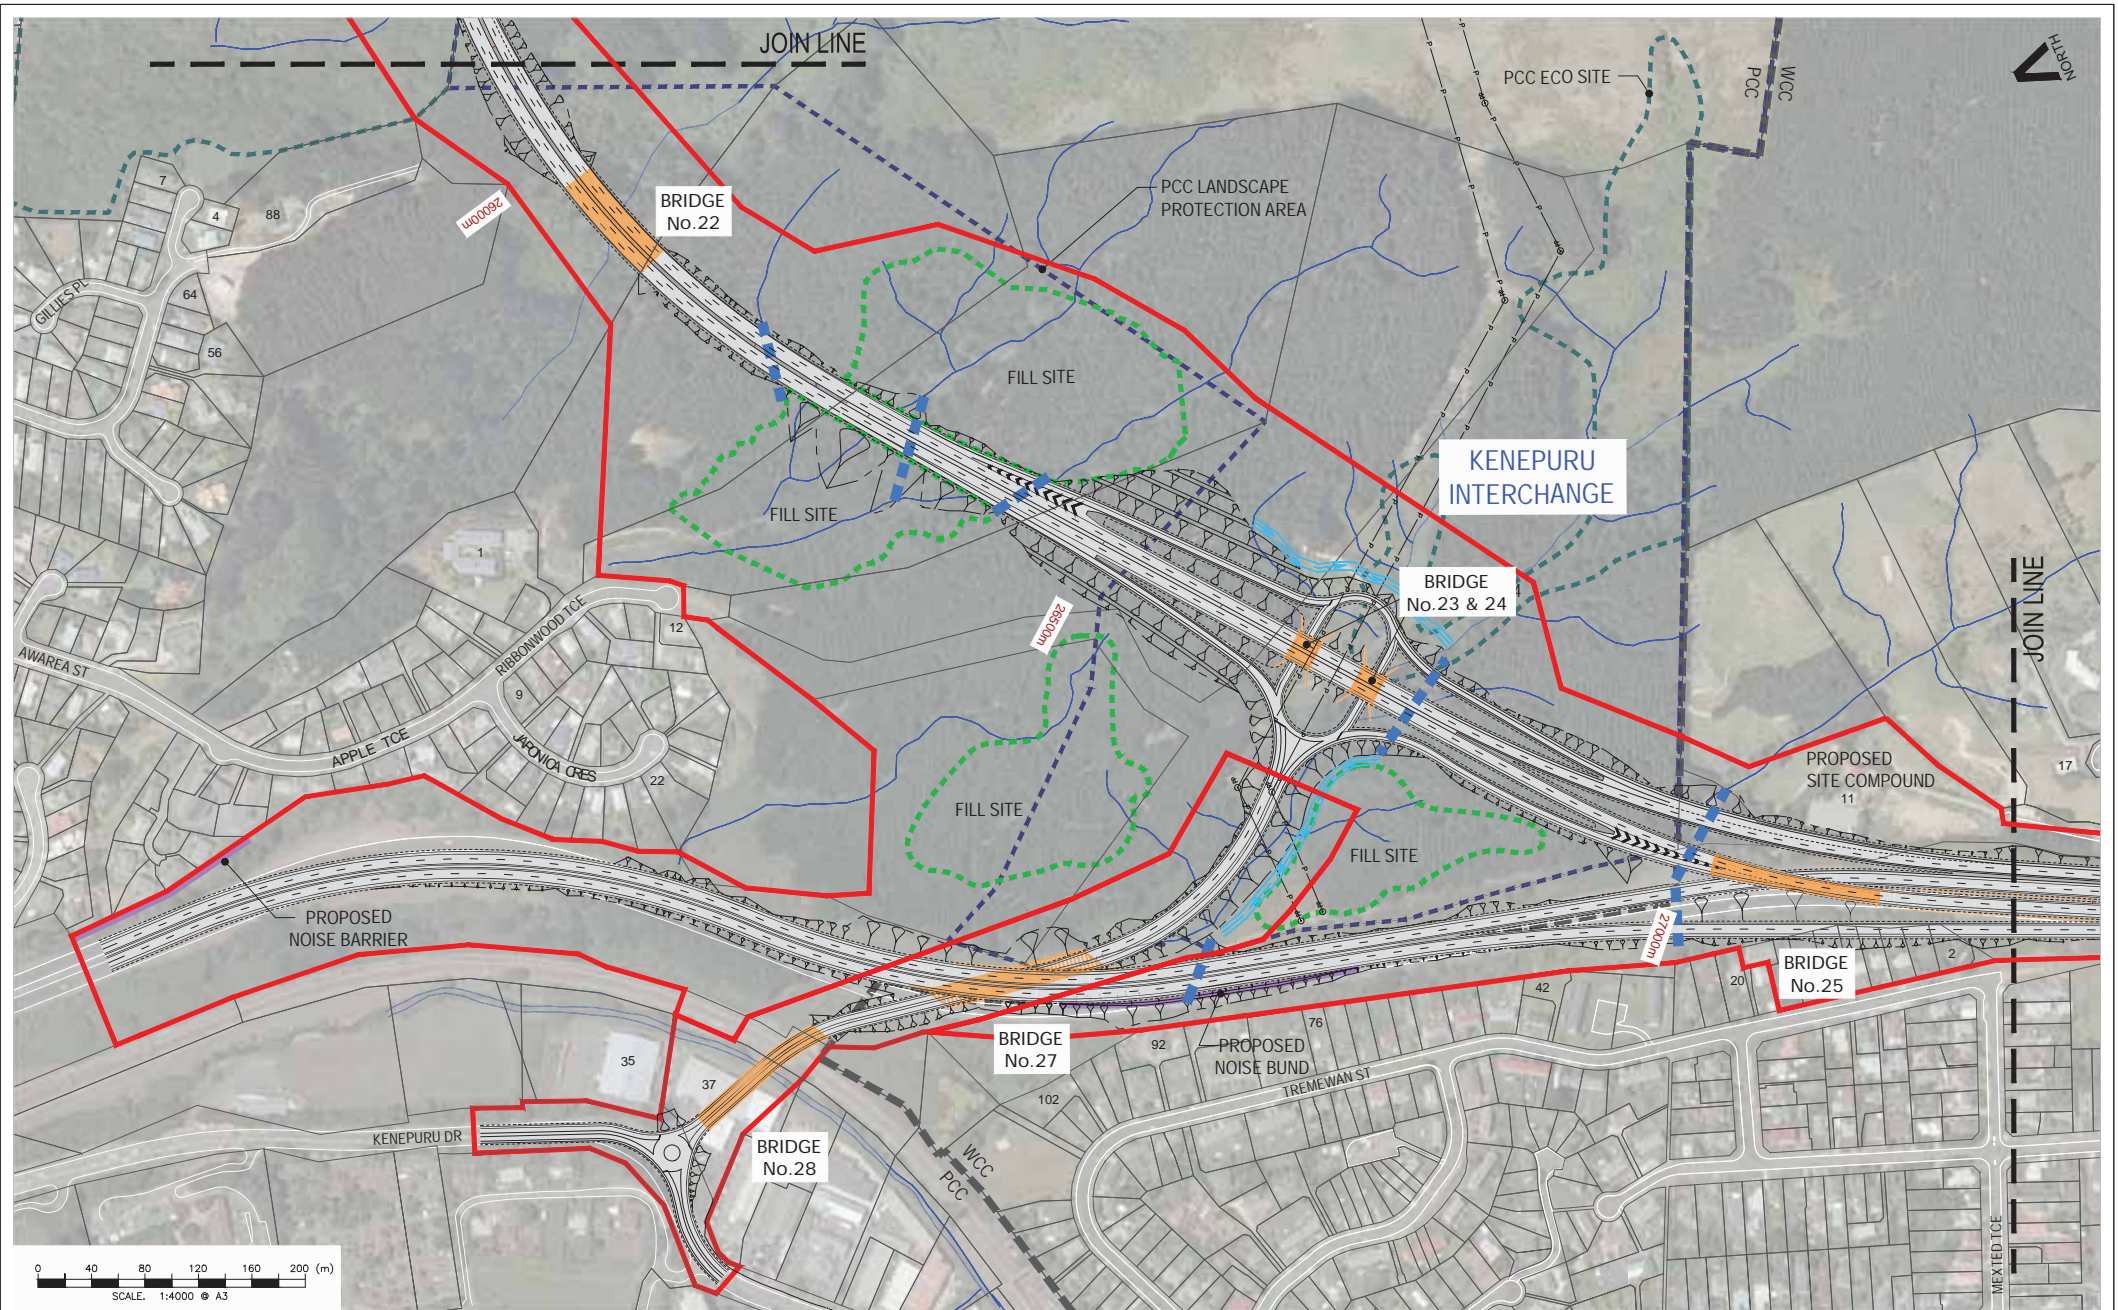 JOIN LINE
NORTH
PCC ECO SITE
WCC
PCC
7
4
88
26000m
BRIDGE
No.22
PCC LANDSCAPE
PROTECTION AREA
GILLIES PL
64
56
FILL SITE
KENEPURU
INTERCHANGE
FILL SITE
1
BRIDGE
No.23 & 24
26500m
RIBBONWOOD TCE
12
JOIN LINE
AWAREA ST
9
APPLE TCE
JAPONICA CRES
22
PROPOSED
SITE COMPOUND
11
17
FILL SITE
FILL SITE
PROPOSED
NOISE BARRIER
27000m
BRIDGE
No.25
2
20
42
76
92
BRIDGE
No.27
PROPOSED
NOISE BUND
35
37
102
TREMEWAN ST
KENEPURU DR
BRIDGE
No.28
WCC
PCC
MEXTED TCE
0 40 80 120 160 200 (m)
SCALE. 1:4000 @ A3